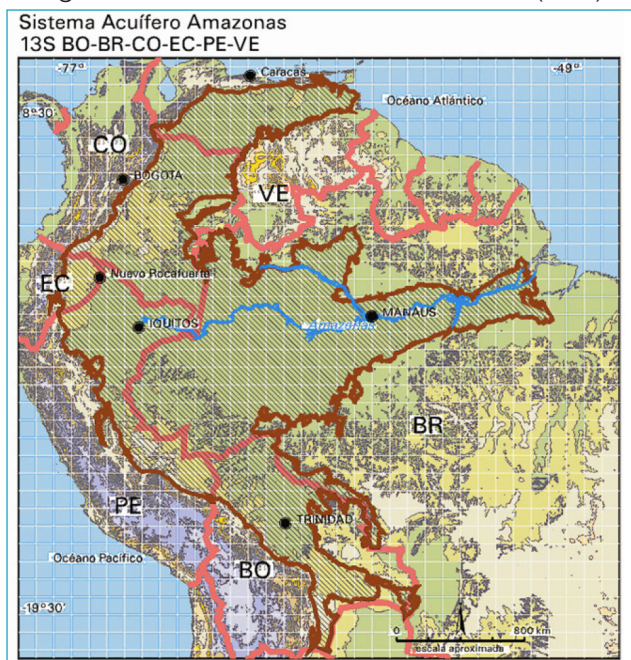 Sistema Acuífero Amazonas
13S BO-BR-CO-EC-PE-VE
-77°
Caracas
-49°
Océano Atlántico
8°30'
CO
BOGOTA
VE
EC
Nuevo Rocafuerte
IQUITOS
Amazonas
MANAUS
BR
PE
TRINIDAD
Océano Pacífico
BO
-19°30'
0 800 km
escala aproximada